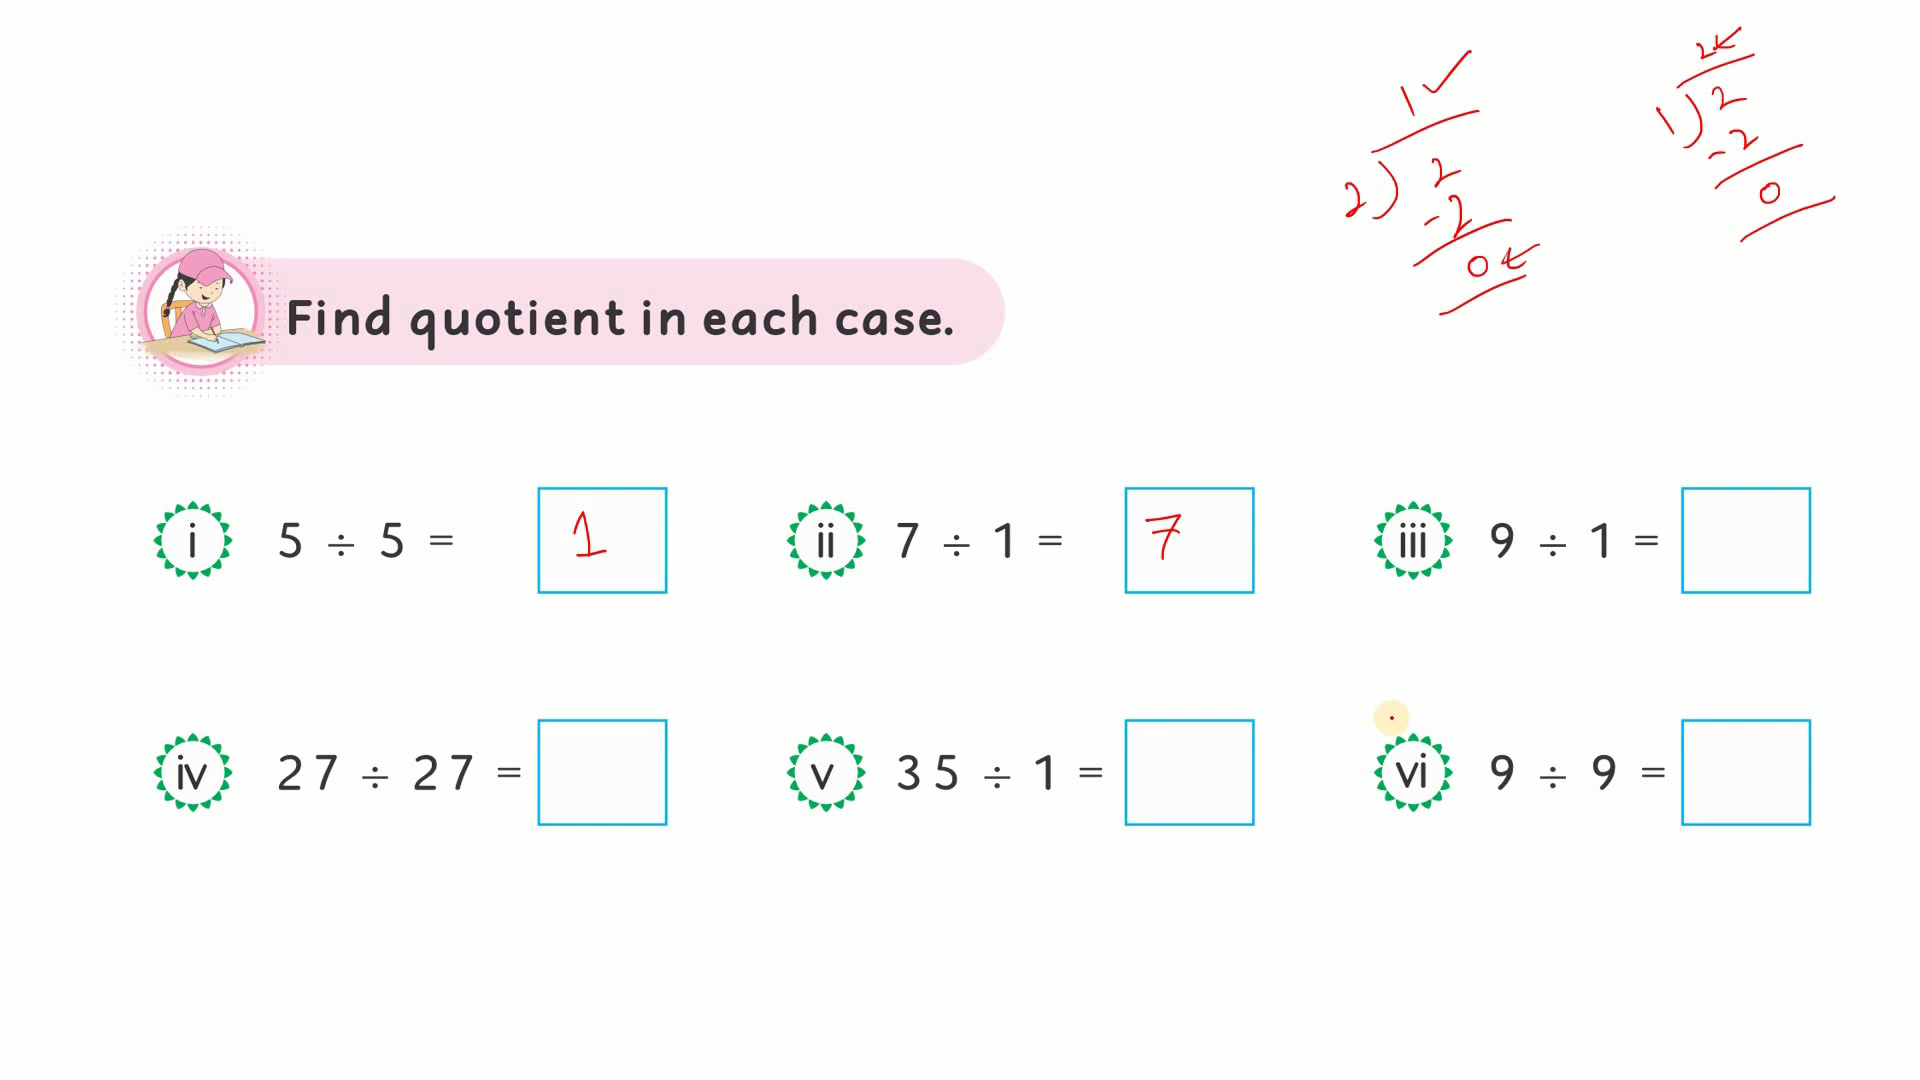 1✓
2) 2
-2
0
2
1) 2
-2
0
Find quotient in each case.
i 5 ÷ 5 = 1
ii 7 ÷ 1 = 7
iii 9 ÷ 1 =
iv 27 ÷ 27 =
v 35 ÷ 1 =
vi 9 ÷ 9 =